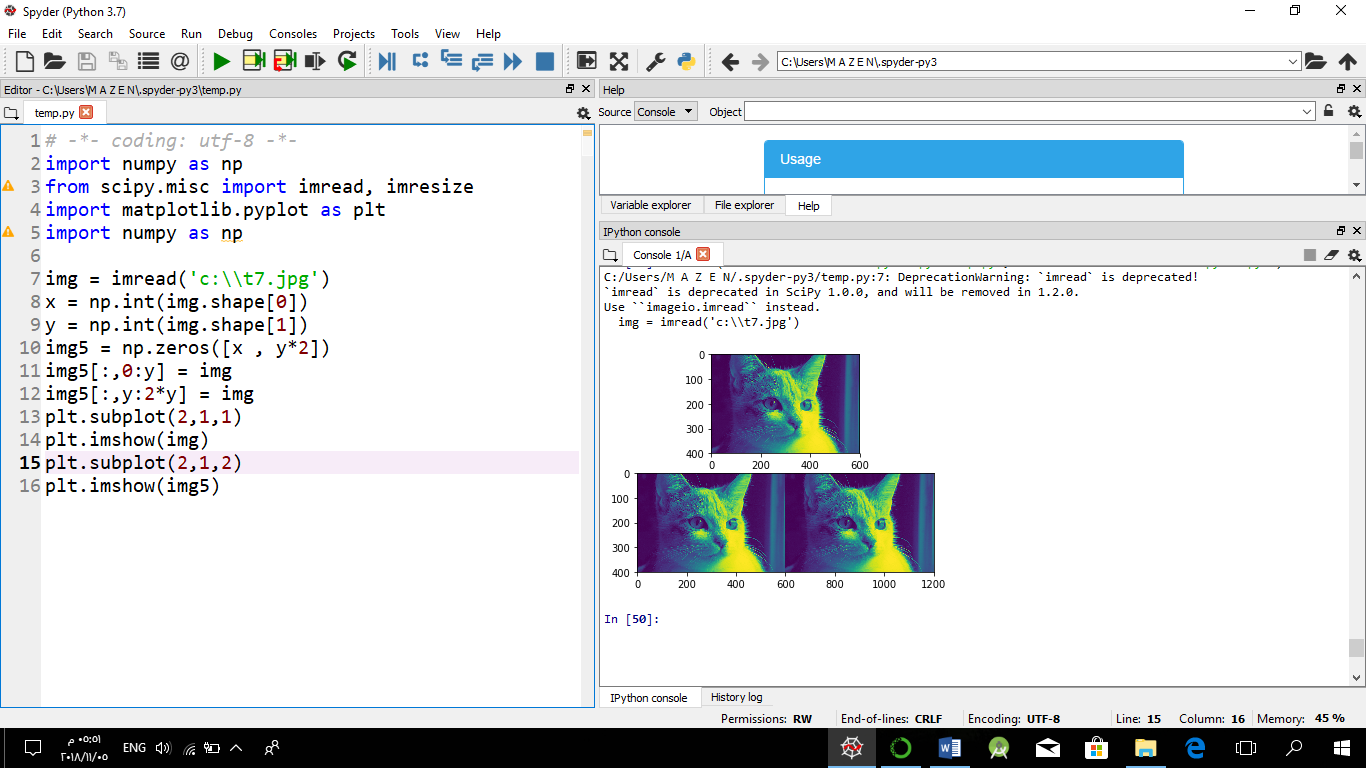 Spyder (Python 3.7)
File Edit Search Source Run Debug Consoles Projects Tools View Help
C:\Users\M A Z E N\.spyder-py3
Editor - C:\Users\M A Z E N\.spyder-py3\temp.py
temp.py
1 # -*- coding: utf-8 -*-
2 import numpy as np
3 from scipy.misc import imread, imresize
4 import matplotlib.pyplot as plt
5 import numpy as np
6
7 img = imread('c:\\t7.jpg')
8 x = np.int(img.shape[0])
9 y = np.int(img.shape[1])
10 img5 = np.zeros([x , y*2])
11 img5[:,0:y] = img
12 img5[:,y:2*y] = img
13 plt.subplot(2,1,1)
14 plt.imshow(img)
15 plt.subplot(2,1,2)
16 plt.imshow(img5)
Help
Source Console Object
Usage
Variable explorer File explorer Help
IPython console
Console 1/A
C:/Users/M A Z E N/.spyder-py3/temp.py:7: DeprecationWarning: `imread` is deprecated!
`imread` is deprecated in SciPy 1.0.0, and will be removed in 1.2.0.
Use ``imageio.imread`` instead.
img = imread('c:\\t7.jpg')
0
100
200
300
400
0 200 400 600
0
100
200
300
400
0 200 400 600 800 1000 1200
In [50]:
IPython console History log
Permissions: RW End-of-lines: CRLF Encoding: UTF-8 Line: 15 Column: 16 Memory: 45 %
ENG
٠٥:٥١ م
٢٠١٨/١١/٠٥